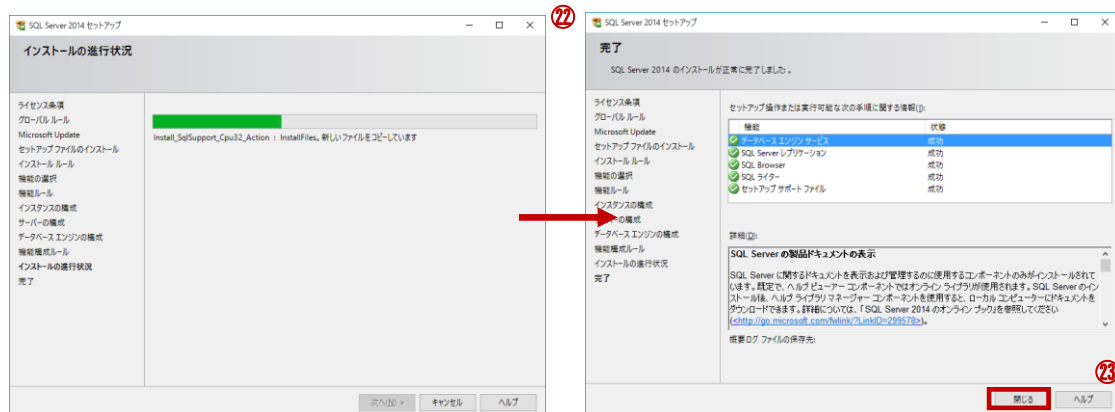 SQL Server 2014 セットアップ
インストールの進行状況
ライセンス条項
グローバル ルール
Microsoft Update
セットアップ ファイルのインストール
インストール ルール
機能の選択
機能ルール
インスタンスの構成
サーバーの構成
データベース エンジンの構成
機能構成ルール
インストールの進行状況
完了
Install_SqlSupport_Cpu32_Action : InstallFiles。新しいファイルをコピーしています
次へ(N) >
キャンセル
ヘルプ
㉒
SQL Server 2014 セットアップ
完了
SQL Server 2014 のインストールが正常に完了しました。
ライセンス条項
グローバル ルール
Microsoft Update
セットアップ ファイルのインストール
インストール ルール
機能の選択
機能ルール
インスタンスの構成
ーの構成
データベース エンジンの構成
機能構成ルール
インストールの進行状況
完了
セットアップ操作または実行可能な次の手順に関する情報(I):
機能 状態
データベース エンジン サービス 成功
SQL Server レプリケーション 成功
SQL Browser 成功
SQL ライター 成功
セットアップ サポート ファイル 成功
詳細(D):
SQL Server の製品ドキュメントの表示
SQL Server に関するドキュメントを表示および管理するのに使用するコンポーネントのみがインストールされて
います。既定で、ヘルプ ビューアー コンポーネントではオンライン ライブラリが使用されます。SQL Server のイン
ストール後、ヘルプ ライブラリ マネージャー コンポーネントを使用すると、ローカル コンピューターにドキュメントを
ダウンロードできます。詳細については、「SQL Server 2014 のオンライン ブック」を参照してください
(<http://go.microsoft.com/fwlink/?LinkID=299578>)。
概要ログ ファイルの保存先:
㉓
閉じる
ヘルプ